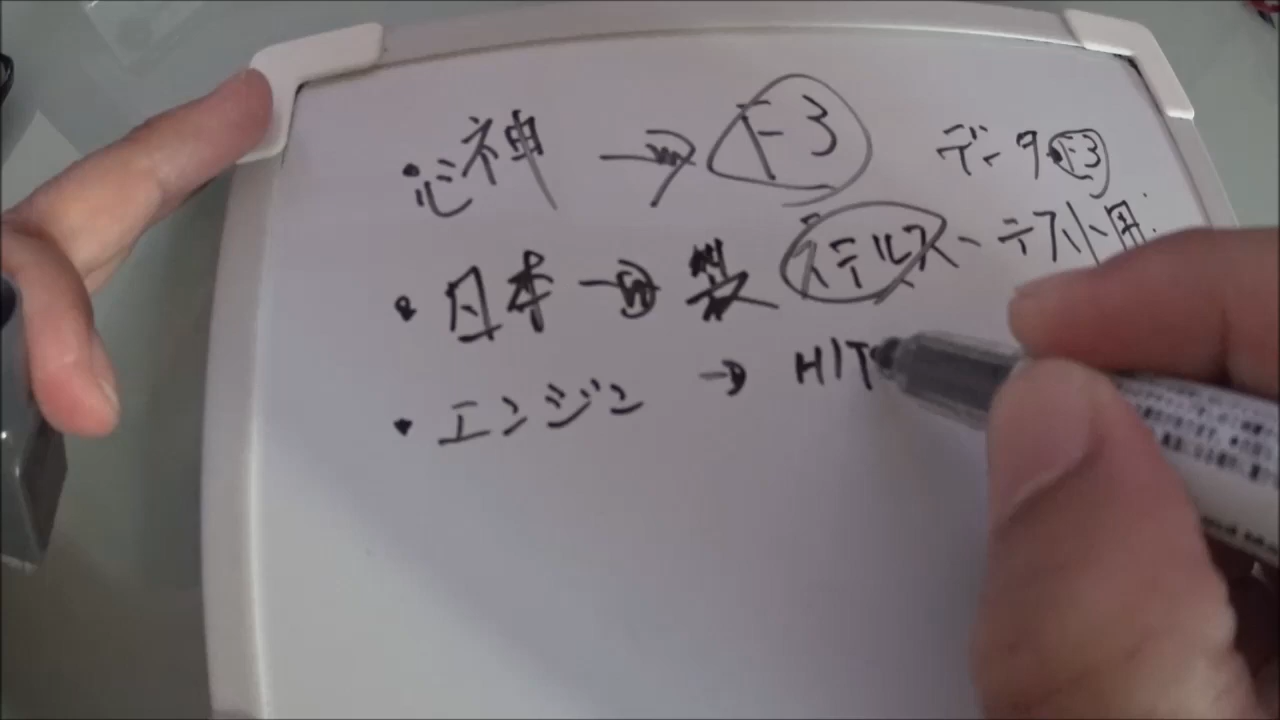 ・心神 → F-3 データ F3
・日本 → ステルス、テスト用
・エンジン → HIT